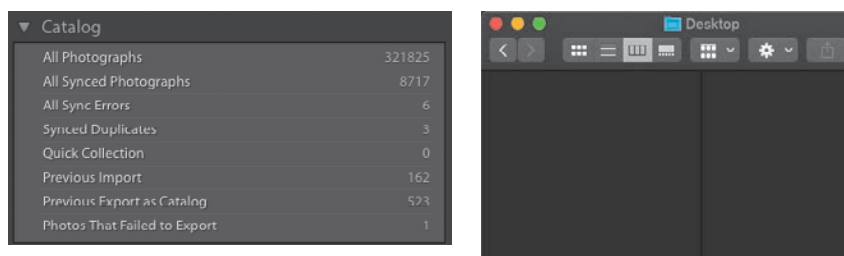 Catalog
All Photographs 321825
All Synced Photographs 8717
All Sync Errors 6
Synced Duplicates 3
Quick Collection 0
Previous Import 162
Previous Export as Catalog 523
Photos That Failed to Export 1
Desktop